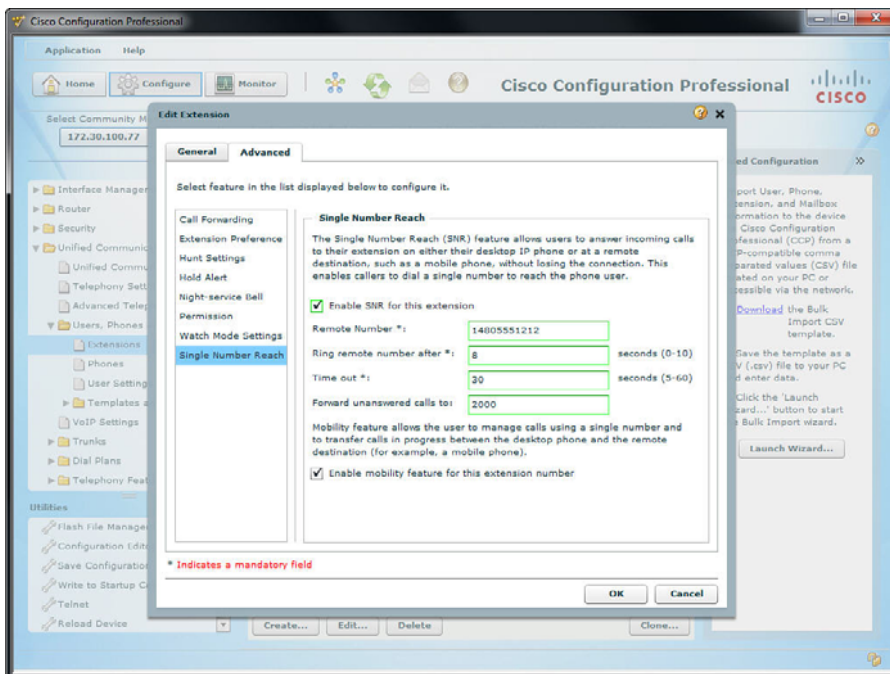 Cisco Configuration Professional
Application Help
Home Configure Monitor
Cisco Configuration Professional
CISCO
Select Community M
172.30.100.77
Interface Manager
Router
Security
Unified Communic
Unified Commu
Telephony Sett
Advanced Telep
Users, Phones
Extensions
Phones
User Setting
Templates a
VoIP Settings
Trunks
Dial Plans
Telephony Feat
Utilities
Flash File Manage
Configuration Edit
Save Configuration
Write to Startup C
Telnet
Reload Device
Edit Extension
General Advanced
Select feature in the list displayed below to configure it.
Call Forwarding
Extension Preference
Hunt Settings
Hold Alert
Night-service Bell
Permission
Watch Mode Settings
Single Number Reach
Single Number Reach
The Single Number Reach (SNR) feature allows users to answer incoming calls
to their extension on either their desktop IP phone or at a remote
destination, such as a mobile phone, without losing the connection. This
enables callers to dial a single number to reach the phone user.
Enable SNR for this extension
Remote Number *: 14805551212
Ring remote number after *: 8 seconds (0-10)
Time out *: 30 seconds (5-60)
Forward unanswered calls to: 2000
Mobility feature allows the user to manage calls using a single number and
to transfer calls in progress between the desktop phone and the remote
destination (for example, a mobile phone).
Enable mobility feature for this extension number
* Indicates a mandatory field
OK Cancel
Create... Edit... Delete Clone...
ed Configuration
port User, Phone,
tension, and Mailbox
ormation to the device
Cisco Configuration
ofessional (CCP) from a
P-compatible comma
parated values (CSV) file
ated on your PC or
cessible via the network.
Download the Bulk
Import CSV
template.
Save the template as a
V (.csv) file to your PC
d enter data.
Click the 'Launch
zard...' button to start
e Bulk Import wizard.
Launch Wizard...